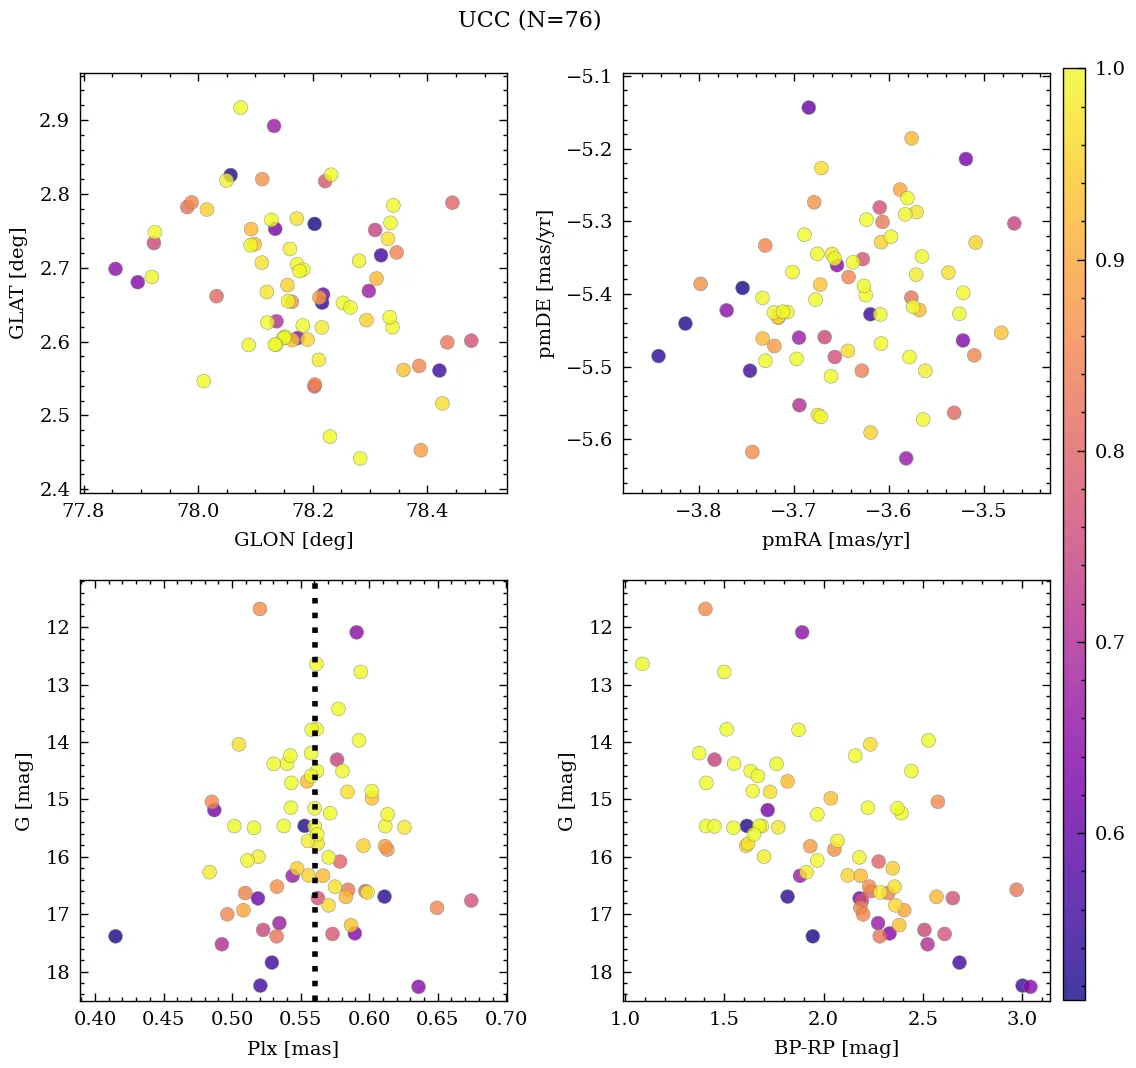 UCC (N=76)
2.9
2.8
2.7
2.6
2.5
2.4
GLAT [deg]
77.8 78.0 78.2 78.4
GLON [deg]
−5.1
−5.2
−5.3
−5.4
−5.5
−5.6
pmDE [mas/yr]
−3.8 −3.7 −3.6 −3.5
pmRA [mas/yr]
12
13
14
15
16
17
18
G [mag]
0.40 0.45 0.50 0.55 0.60 0.65 0.70
Plx [mas]
12
13
14
15
16
17
18
G [mag]
1.0 1.5 2.0 2.5 3.0
BP-RP [mag]
1.0
0.9
0.8
0.7
0.6